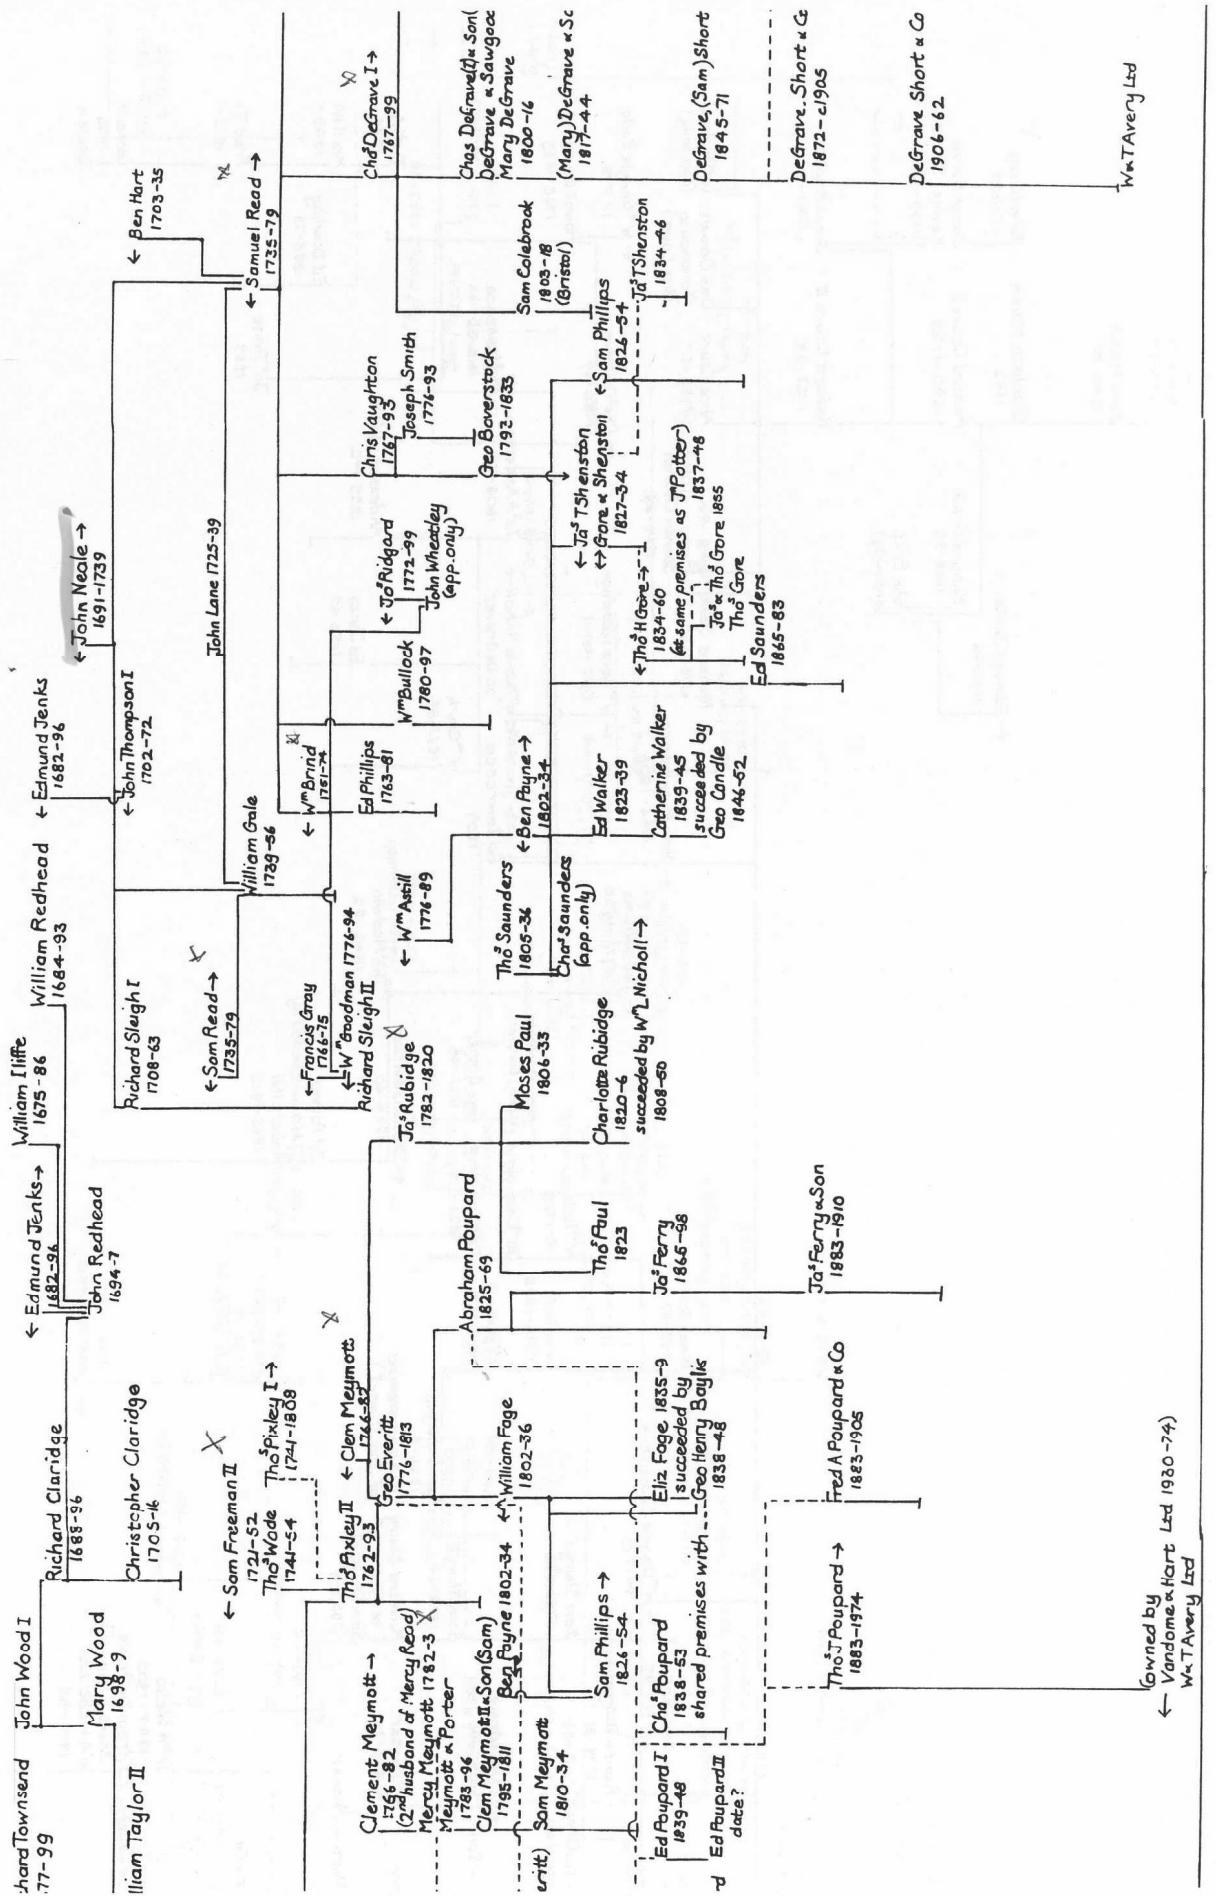 John Wood I
Mary Wood
1698-9
Richard Claridge
1688-96
Christopher Claridge
1705-16
← Edmund Jenks →
1682-96
John Redhead
1694-7
William Iliffe
1675-86
William Redhead
1684-93
← Edmund Jenks
1682-96
← John Thompson I
1702-72
← John Neale →
1691-1739
← Ben Hart
1703-35
Richard Sleigh I
1708-63
← Sam Freeman II
1721-52
Thoˢ Wade
1741-54
Thoˢ Pixley I →
1741-1808
← Sam Read →
1735-79
William Gale
1739-56
John Lane 1725-39
← Samuel Read →
1735-79
Thoˢ Pixley II
1762-93
← Clem Meymott
1766-82
Geo Everitt
1776-1813
← Francis Gray
1766-75
← Wᵐ Goodman 1776-94
Richard Sleigh II
← Wᵐ Brind
1751-74
Ed Phillips
1763-81
Wᵐ Bullock
1780-97
← Joˢ Ridgard
1772-99
John Wheatley
(app. only)
Chris Vaughton
1767-93
Joseph Smith
1776-93
Geo Boverstock
1792-1833
Chaˢ DeGrave I →
1767-99
Clement Meymott →
1766-82
(2ⁿᵈ husband of Mercy Read)
Mercy Meymott 1782-3
Meymott & Porter
1783-96
Clem Meymott II & Son (Sam)
1795-1811
Sam Meymott
1810-34
Ben Payne 1802-34
Sam Phillips →
1826-54
← William Fage
1802-36
Abraham Poupard
1825-69
Jaˢ Rubidge
1782-1820
Moses Paul
1806-33
Thoˢ Paul
1823
Charlotte Rubidge
1820-6
succeeded by Wᵐ L Nicholl →
1808-50
← Wᵐ Astill
1776-89
Thoˢ Saunders
1805-36
Chaˢ Saunders
(app. only)
← Ben Payne →
1802-34
Ed Walker
1823-39
Catherine Walker
1839-45
succeeded by
Geo Candle
1846-52
← Jaˢ T Shenston
↔ Gore & Shenston
1827-34
← Thoˢ H Gore →
1834-60
(at same premises as Jⁿ Potter)
1837-48
Jaˢ & Thoˢ Gore 1855
Thoˢ Gore
Ed Saunders
1865-83
← Sam Phillips
1826-54
Sam Colebrook
1803-18
(Bristol)
Jaˢ T Shenston
1834-46
Chas DeGrave (I) & Son
DeGrave & Sawgood
Mary DeGrave
1800-16
(Mary) DeGrave &
1817-44
DeGrave, (Sam) Short
1845-71
DeGrave. Short &
1872-c1905
DeGrave Short & Co
1906-62
W & T Avery Ltd
Ed Poupard I
1839-48
Ed Poupard II
date?
Chaˢ Poupard
1838-53
shared premises with
Eliz Fage 1835-9
succeeded by
Geo Henry Baylis
1838-48
Jaˢ Ferry
1866-98
Jaˢ Ferry & Son
1883-1910
Thoˢ J Poupard →
1883-1974
Fred A Poupard & Co
1883-1905
(owned by
← Vandome & Hart Ltd 1930-74)
W & T Avery Ltd